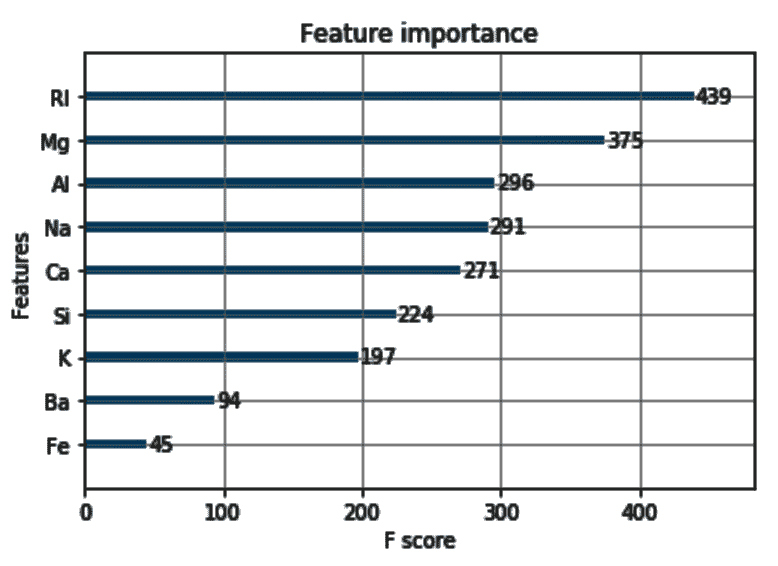 Feature importance
RI 439
Mg 375
Al 296
Na 291
Ca 271
Si 224
K 197
Ba 94
Fe 45
Features
0 100 200 300 400
F score